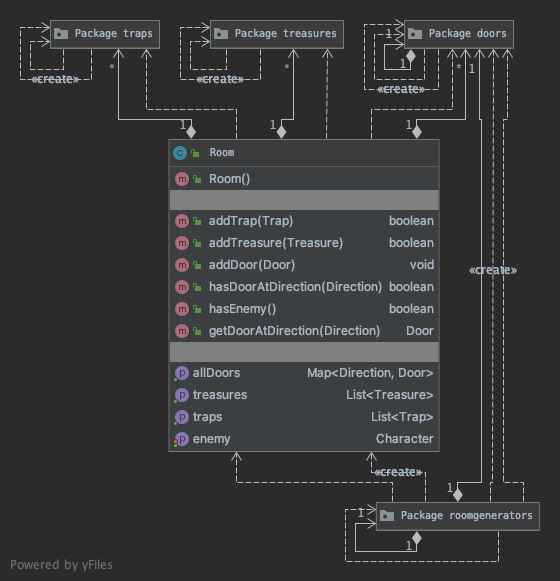 Package traps
Package treasures
Package doors
1
1
«create»
«create»
«create»
*
*
*
1
1
1
1
c Room
m Room()
m addTrap(Trap) boolean
m addTreasure(Treasure) boolean
m addDoor(Door) void
m hasDoorAtDirection(Direction) boolean
m hasEnemy() boolean
m getDoorAtDirection(Direction) Door
p allDoors Map<Direction, Door>
p treasures List<Treasure>
p traps List<Trap>
p enemy Character
«create»
«create»
1
1
Package roomgenerators
1
Powered by yFiles